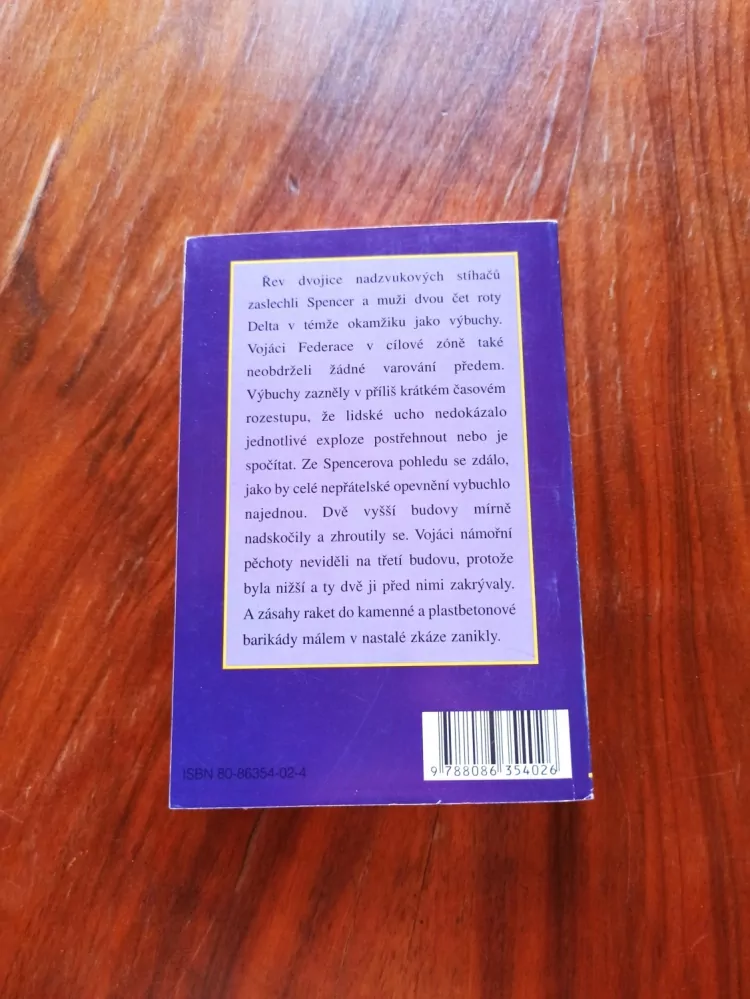 Řev dvojice nadzvukových stíhačů
zaslechli Spencer a muži dvou čet roty
Delta v témže okamžiku jako výbuchy.
Vojáci Federace v cílové zóně také
neobdrželi žádné varování předem.
Výbuchy zazněly v příliš krátkém časovém
rozestupu, že lidské ucho nedokázalo
jednotlivé exploze postřehnout nebo je
spočítat. Ze Spencerova pohledu se zdálo,
jako by celé nepřátelské opevnění vybuchlo
najednou. Dvě vyšší budovy mírně
nadskočily a zhroutily se. Vojáci námořní
pěchoty neviděli na třetí budovu, protože
byla nižší a ty dvě ji před nimi zakrývaly.
A zásahy raket do kamenné a plastbetonové
barikády málem v nastalé zkáze zanikly.
ISBN 80-86354-02-4
9 788086 354026